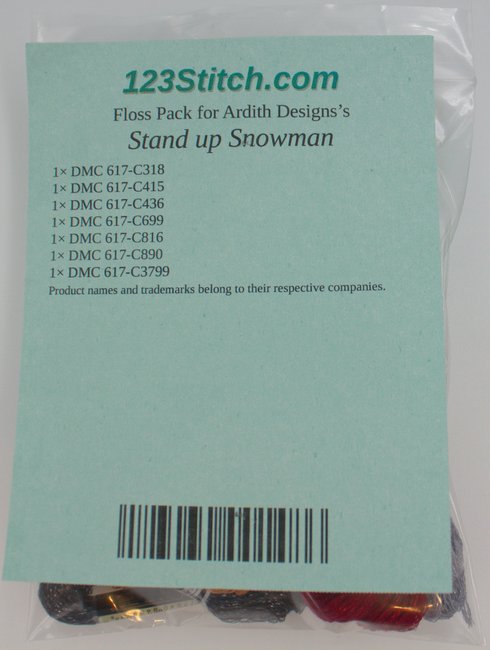 123Stitch.com
Floss Pack for Ardith Designs's
Stand up Snowman
1× DMC 617-C318
1× DMC 617-C415
1× DMC 617-C436
1× DMC 617-C699
1× DMC 617-C816
1× DMC 617-C890
1× DMC 617-C3799
Product names and trademarks belong to their respective companies.